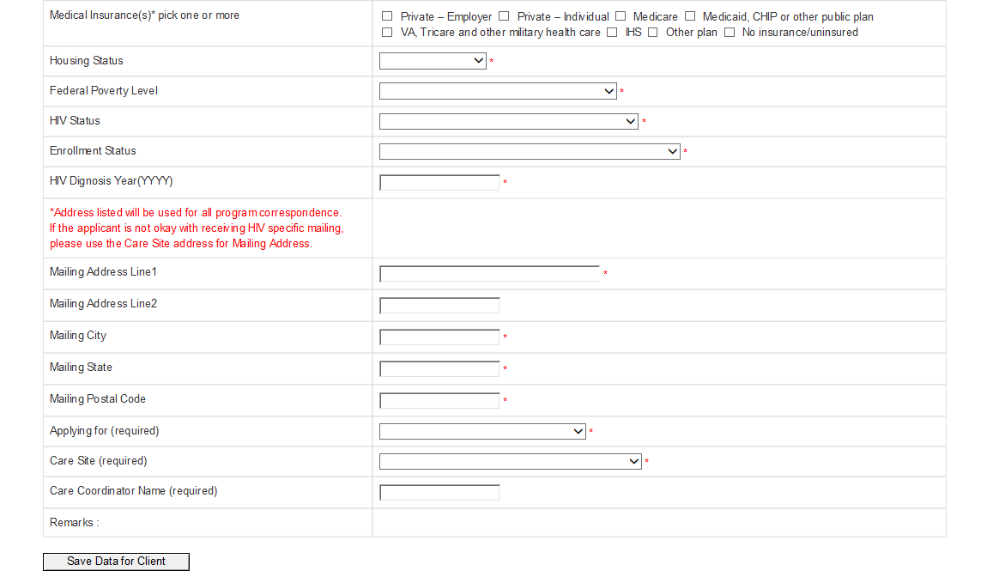 Medical Insurance(s)* pick one or more
Private – Employer Private – Individual Medicare Medicaid, CHIP or other public plan
VA, Tricare and other military health care IHS Other plan No insurance/uninsured
Housing Status *
Federal Poverty Level *
HIV Status *
Enrollment Status *
HIV Dignosis Year(YYYY) *
*Address listed will be used for all program correspondence.
If the applicant is not okay with receiving HIV specific mailing,
please use the Care Site address for Mailing Address.
Mailing Address Line1 *
Mailing Address Line2
Mailing City *
Mailing State *
Mailing Postal Code *
Applying for (required) *
Care Site (required) *
Care Coordinator Name (required)
Remarks :
Save Data for Client